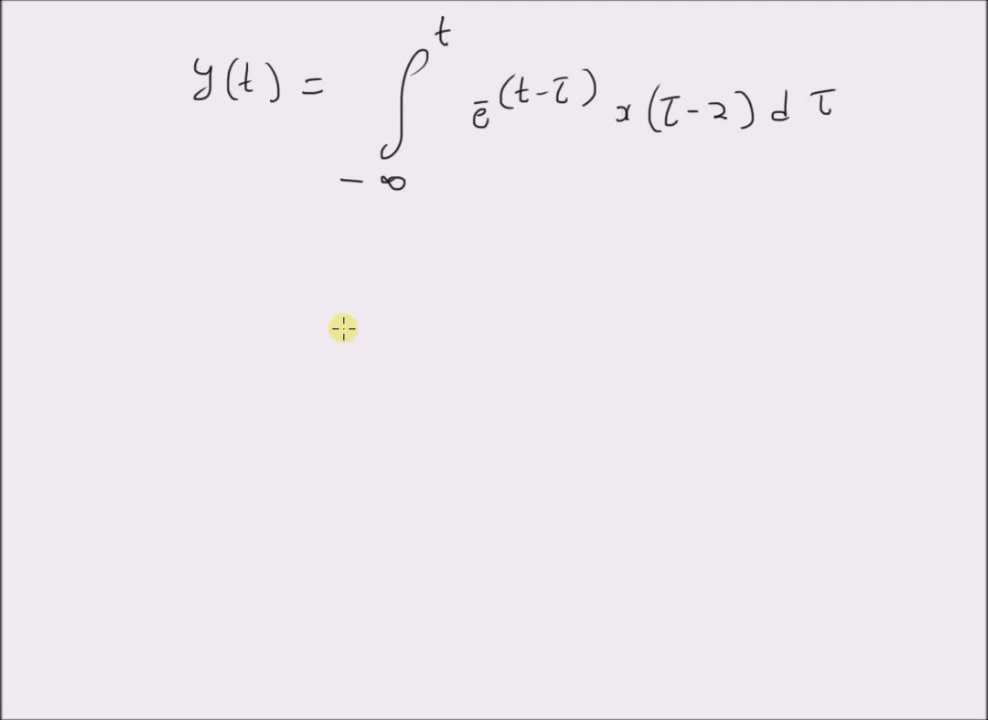 y(t) = ∫_{-∞}^{t} e^{-(t-τ)} x(τ-2) dτ